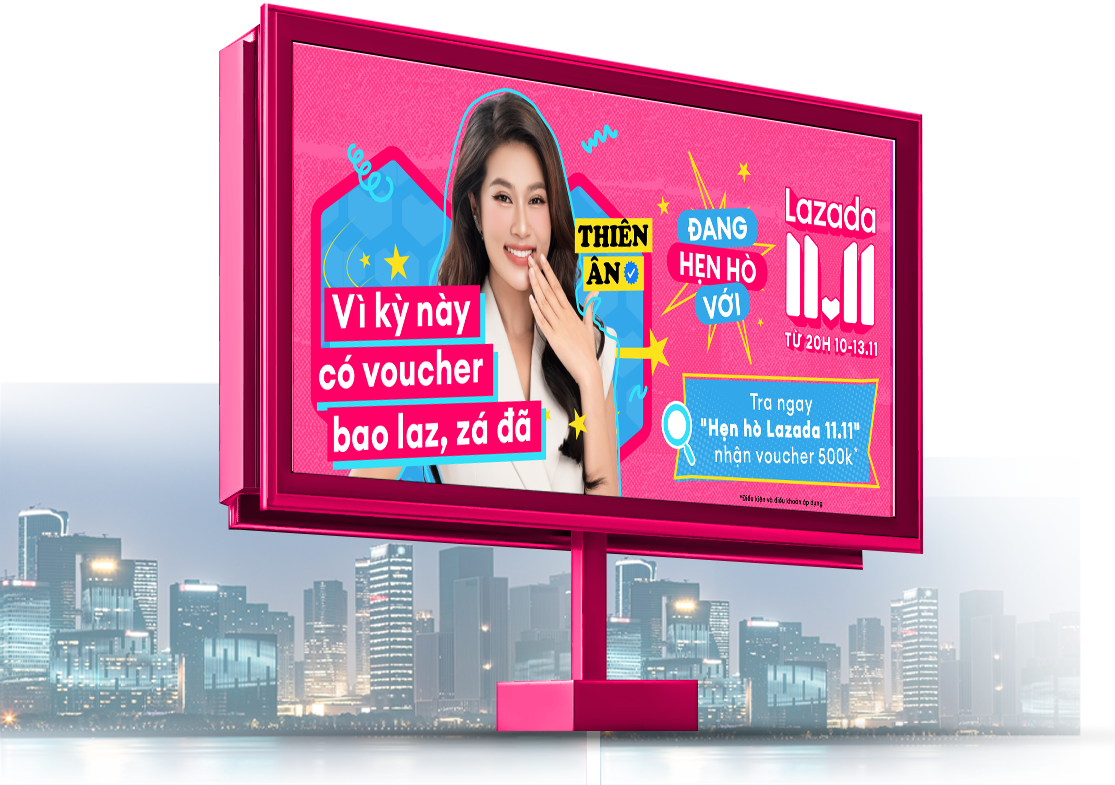 Vì kỳ này
có voucher
bao laz, zá đã
THIÊN
ÂN
ĐANG
HẸN HÒ
VỚI
Lazada
11.11
TỪ 20H 10-13.11
Tra ngay
"Hẹn hò Lazada 11.11"
nhận voucher 500k*
*Điều kiện và điều khoản áp dụng